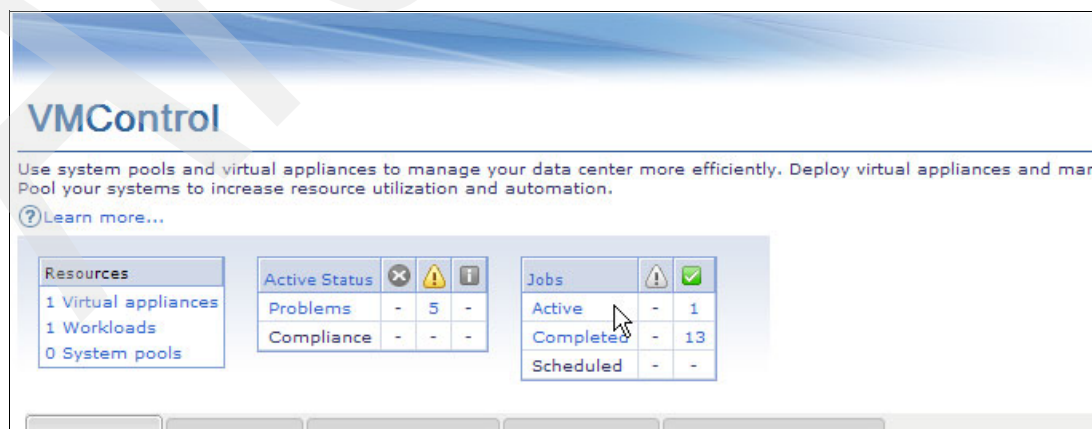 VMControl
Use system pools and virtual appliances to manage your data center more efficiently. Deploy virtual appliances and
Pool your systems to increase resource utilization and automation.
? Learn more...
Resources
1 Virtual appliances
1 Workloads
0 System pools
Active Status
Problems - 5 -
Compliance - - -
Jobs
Active - 1
Completed - 13
Scheduled - -